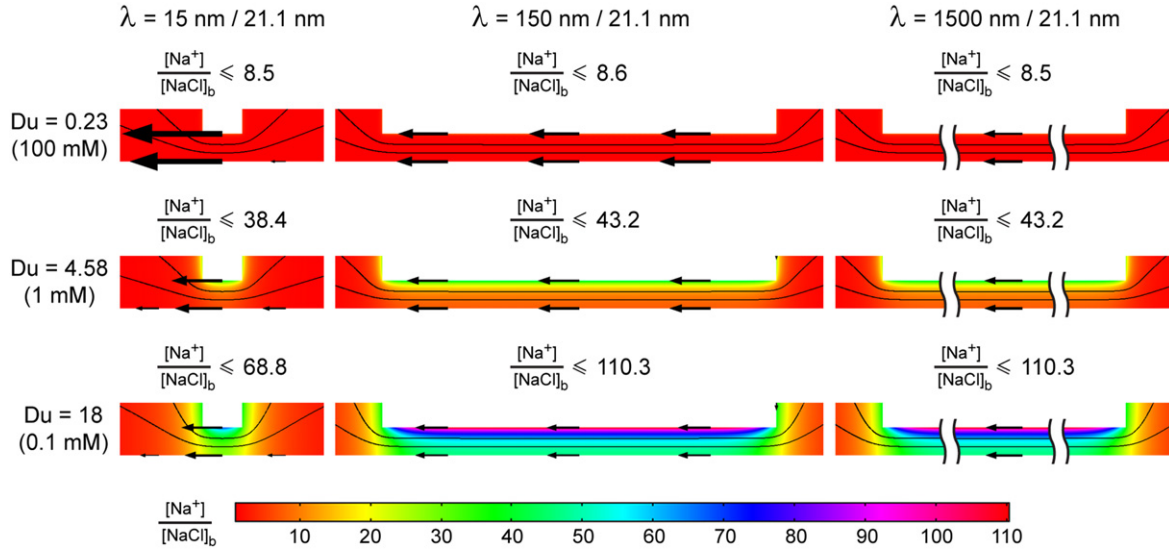 λ = 15 nm / 21.1 nm λ = 150 nm / 21.1 nm λ = 1500 nm / 21.1 nm
[Na⁺]/[NaCl]b ⩽ 8.5 [Na⁺]/[NaCl]b ⩽ 8.6 [Na⁺]/[NaCl]b ⩽ 8.5
Du = 0.23
(100 mM)
[Na⁺]/[NaCl]b ⩽ 38.4 [Na⁺]/[NaCl]b ⩽ 43.2 [Na⁺]/[NaCl]b ⩽ 43.2
Du = 4.58
(1 mM)
[Na⁺]/[NaCl]b ⩽ 68.8 [Na⁺]/[NaCl]b ⩽ 110.3 [Na⁺]/[NaCl]b ⩽ 110.3
Du = 18
(0.1 mM)
[Na⁺]/[NaCl]b
10 20 30 40 50 60 70 80 90 100 110